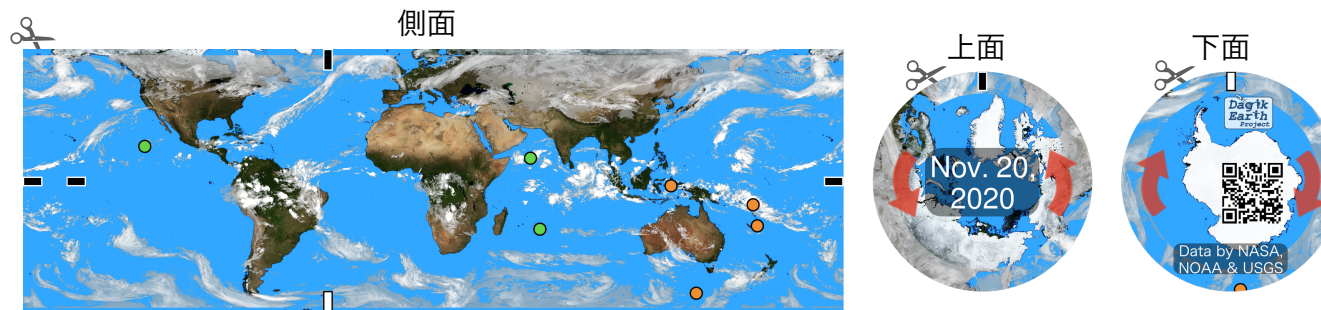 側面
上面
下面
Nov. 20,
2020
Dagik
Earth
Project
Data by NASA,
NOAA & USGS